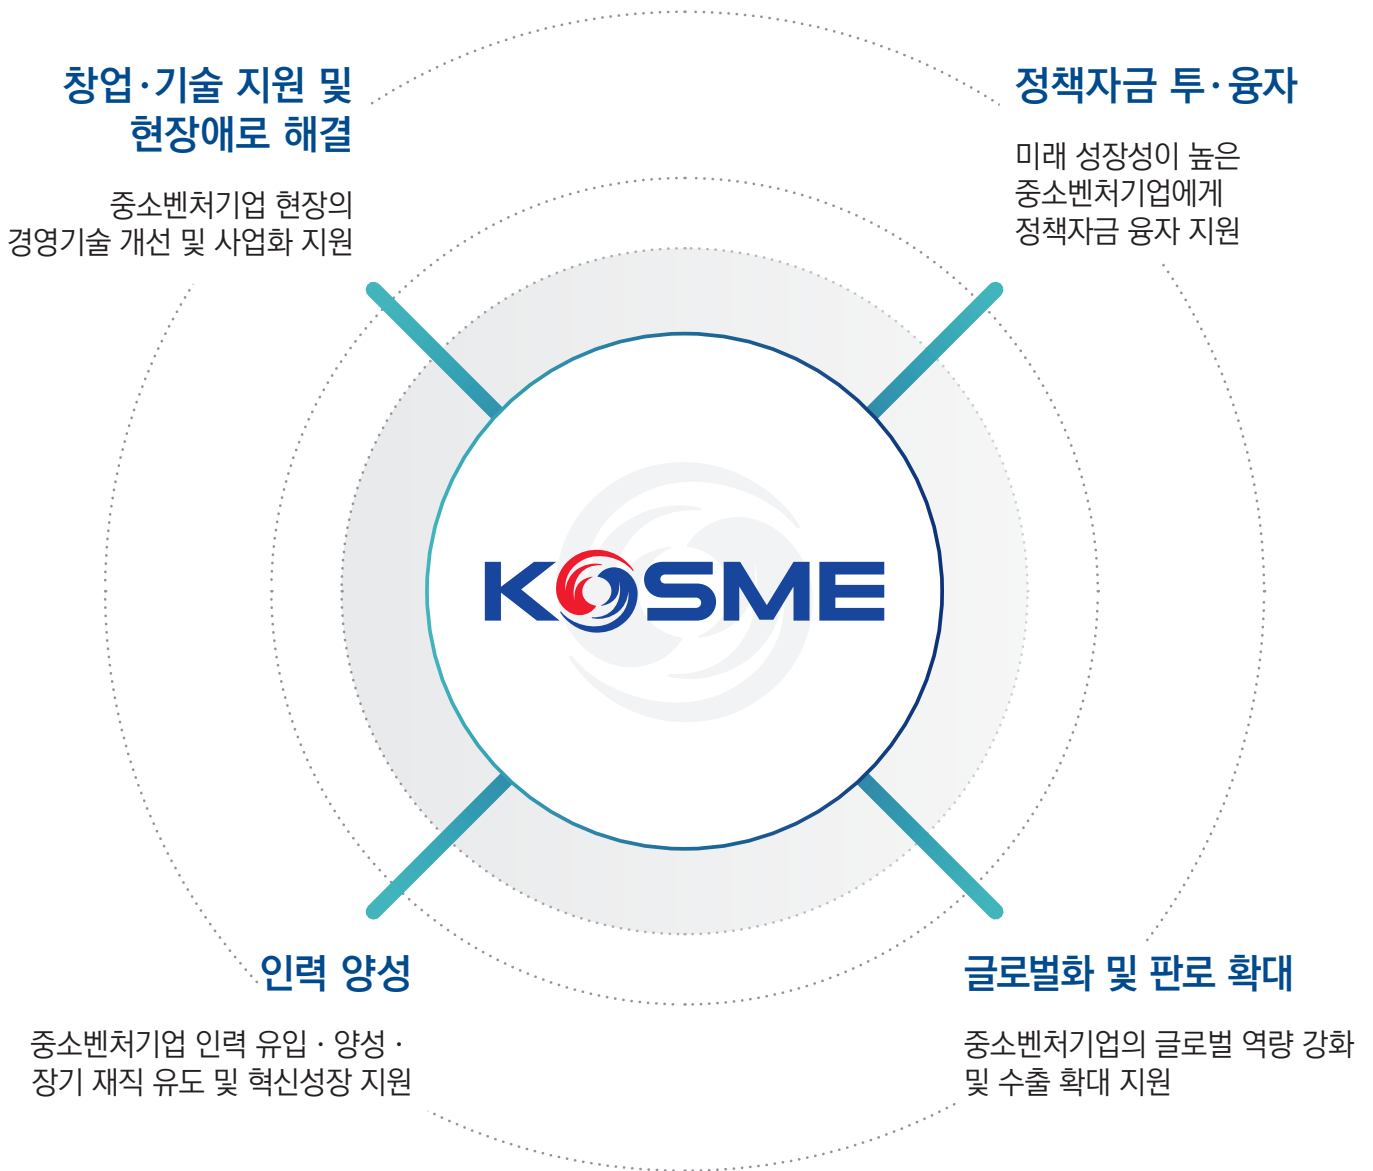 창업·기술 지원 및
현장애로 해결
중소벤처기업 현장의
경영기술 개선 및 사업화 지원
정책자금 투·융자
미래 성장성이 높은
중소벤처기업에게
정책자금 융자 지원
KOSME
인력 양성
중소벤처기업 인력 유입·양성·
장기 재직 유도 및 혁신성장 지원
글로벌화 및 판로 확대
중소벤처기업의 글로벌 역량 강화
및 수출 확대 지원